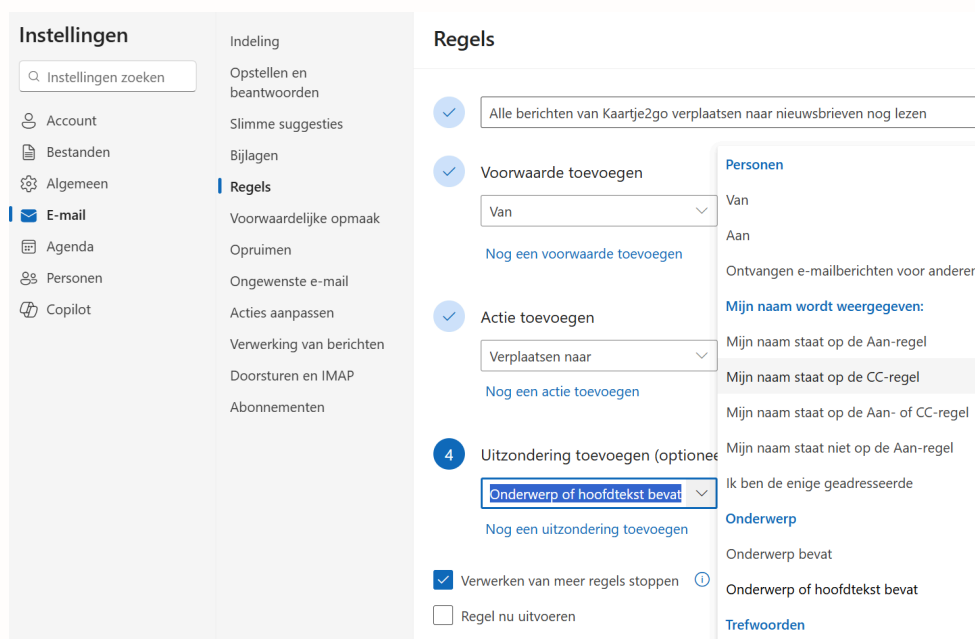 Instellingen
Instellingen zoeken
Account
Bestanden
Algemeen
E-mail
Agenda
Personen
Copilot
Indeling
Opstellen en
beantwoorden
Slimme suggesties
Bijlagen
Regels
Voorwaardelijke opmaak
Opruimen
Ongewenste e-mail
Acties aanpassen
Verwerking van berichten
Doorsturen en IMAP
Abonnementen
Regels
Alle berichten van Kaartje2go verplaatsen naar nieuwsbrieven nog lezen
Voorwaarde toevoegen
Van
Nog een voorwaarde toevoegen
Actie toevoegen
Verplaatsen naar
Nog een actie toevoegen
4
Uitzondering toevoegen (optionee
Onderwerp of hoofdtekst bevat
Nog een uitzondering toevoegen
Verwerken van meer regels stoppen
Regel nu uitvoeren
Personen
Van
Aan
Ontvangen e-mailberichten voor anderen
Mijn naam wordt weergegeven:
Mijn naam staat op de Aan-regel
Mijn naam staat op de CC-regel
Mijn naam staat op de Aan- of CC-regel
Mijn naam staat niet op de Aan-regel
Ik ben de enige geadresseerde
Onderwerp
Onderwerp bevat
Onderwerp of hoofdtekst bevat
Trefwoorden